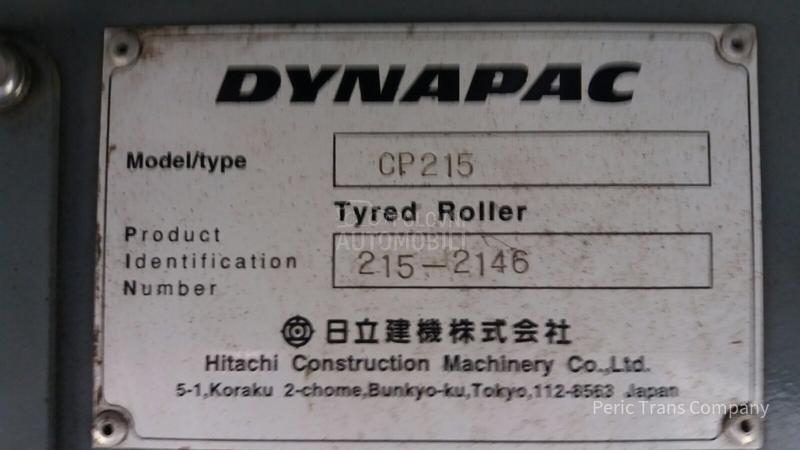 DYNAPAC
Model/type CP215
Tyred Roller
Product
Identification
Number
215-2146
POLOVNI
AUTOMOBILI
日立建機株式会社
Hitachi Construction Machinery Co.,Ltd.
5-1,Koraku 2-chome,Bunkyo-ku,Tokyo,112-8563 Japan
Peric Trans Company